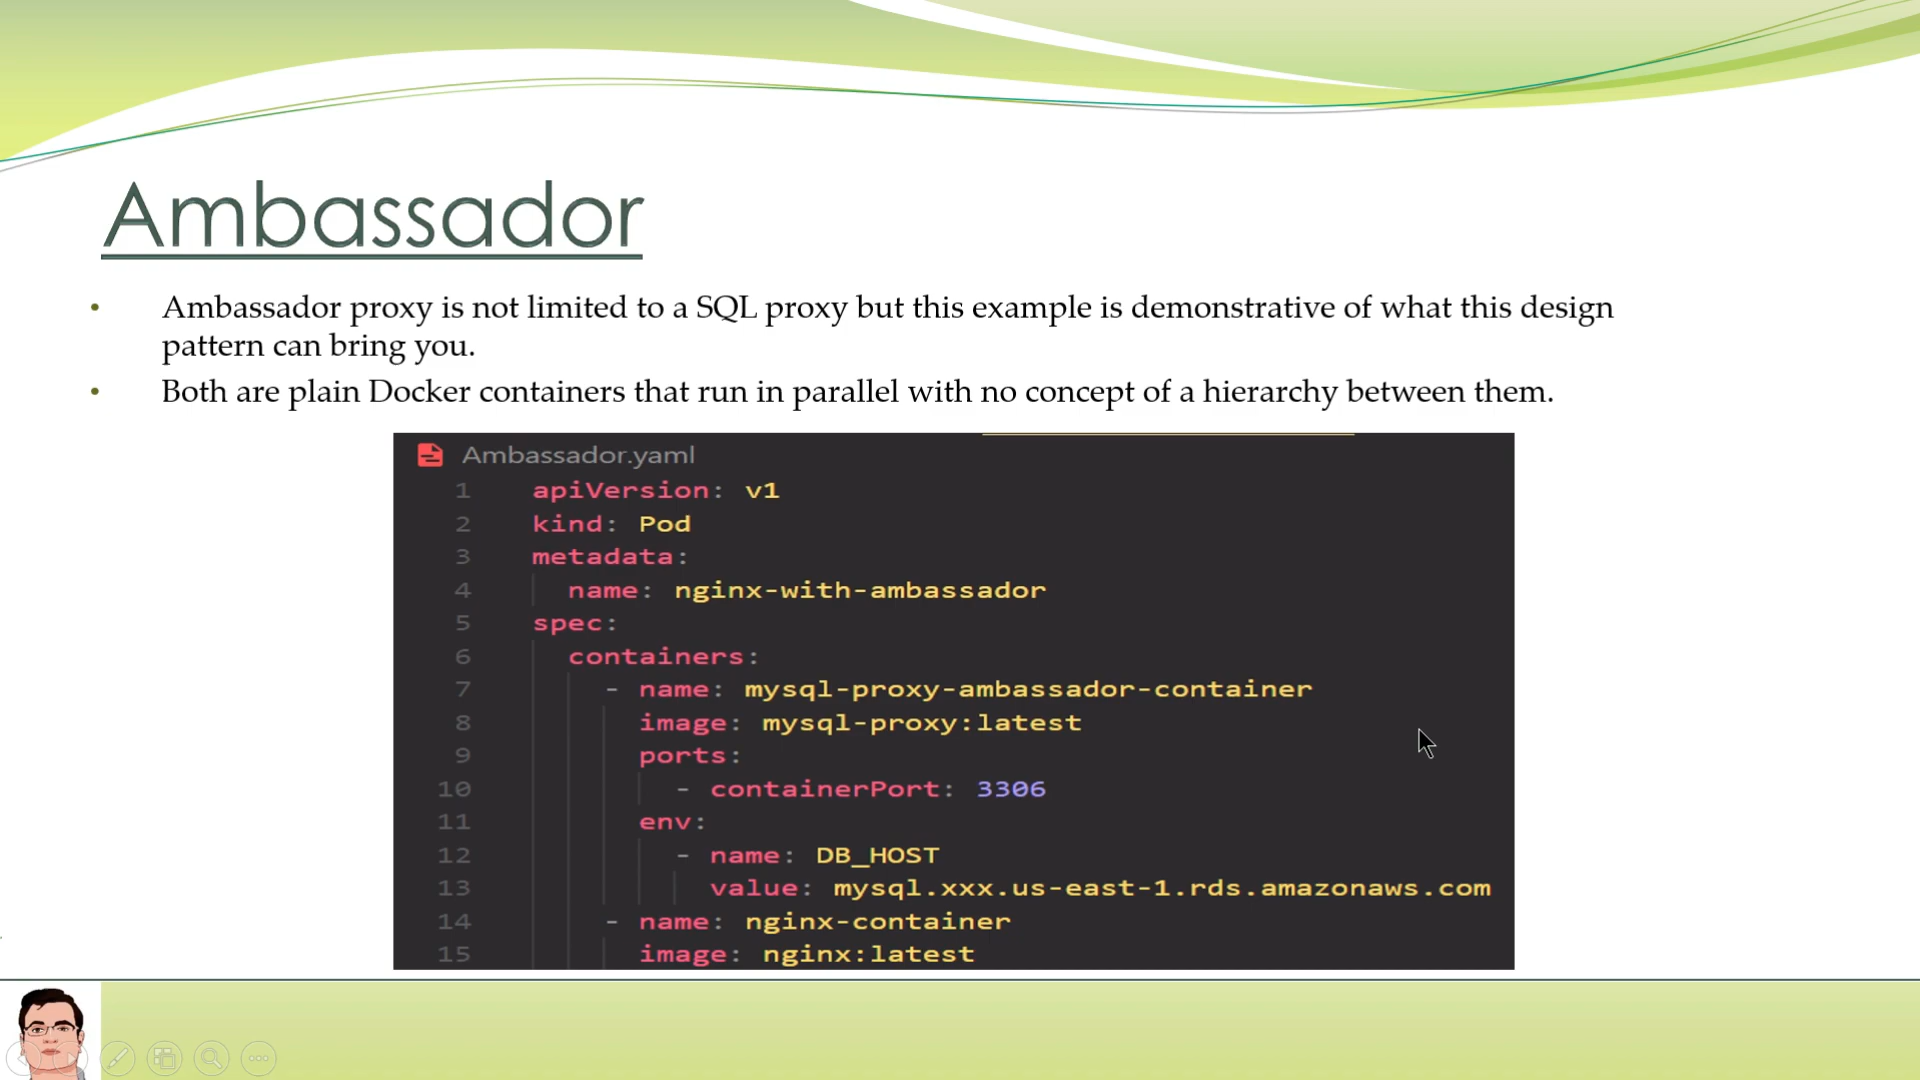 Ambassador
• Ambassador proxy is not limited to a SQL proxy but this example is demonstrative of what this design
pattern can bring you.
• Both are plain Docker containers that run in parallel with no concept of a hierarchy between them.
Ambassador.yaml
1 apiVersion: v1
2 kind: Pod
3 metadata:
4   name: nginx-with-ambassador
5 spec:
6   containers:
7     - name: mysql-proxy-ambassador-container
8       image: mysql-proxy:latest
9       ports:
10         - containerPort: 3306
11       env:
12         - name: DB_HOST
13           value: mysql.xxx.us-east-1.rds.amazonaws.com
14     - name: nginx-container
15       image: nginx:latest